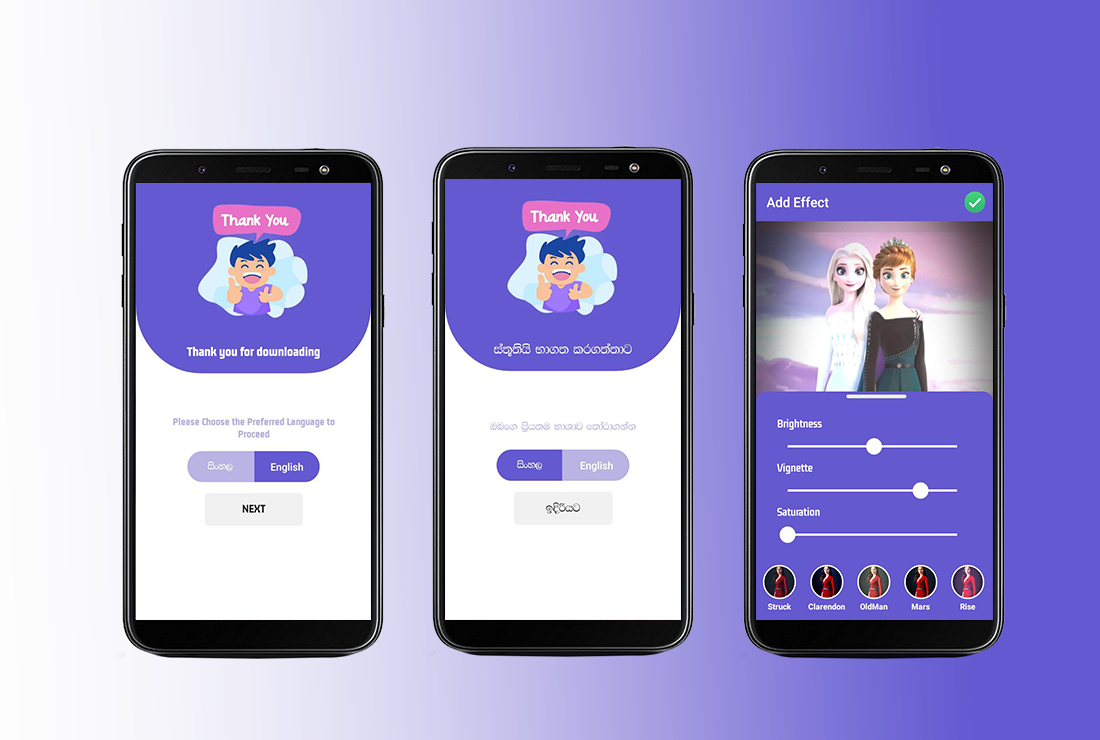 Thank You
Thank you for downloading
Please Choose the Preferred Language to
Proceed
සිංහල English
NEXT
Thank You
ස්තූතියි භාගත කරගත්තාට
ඔබගෙ ප්‍රියතම භාශාව තෝරාගන්න
සිංහල English
ඉදිරියට
Add Effect
Brightness
Vignette
Saturation
Struck Clarendon OldMan Mars Rise